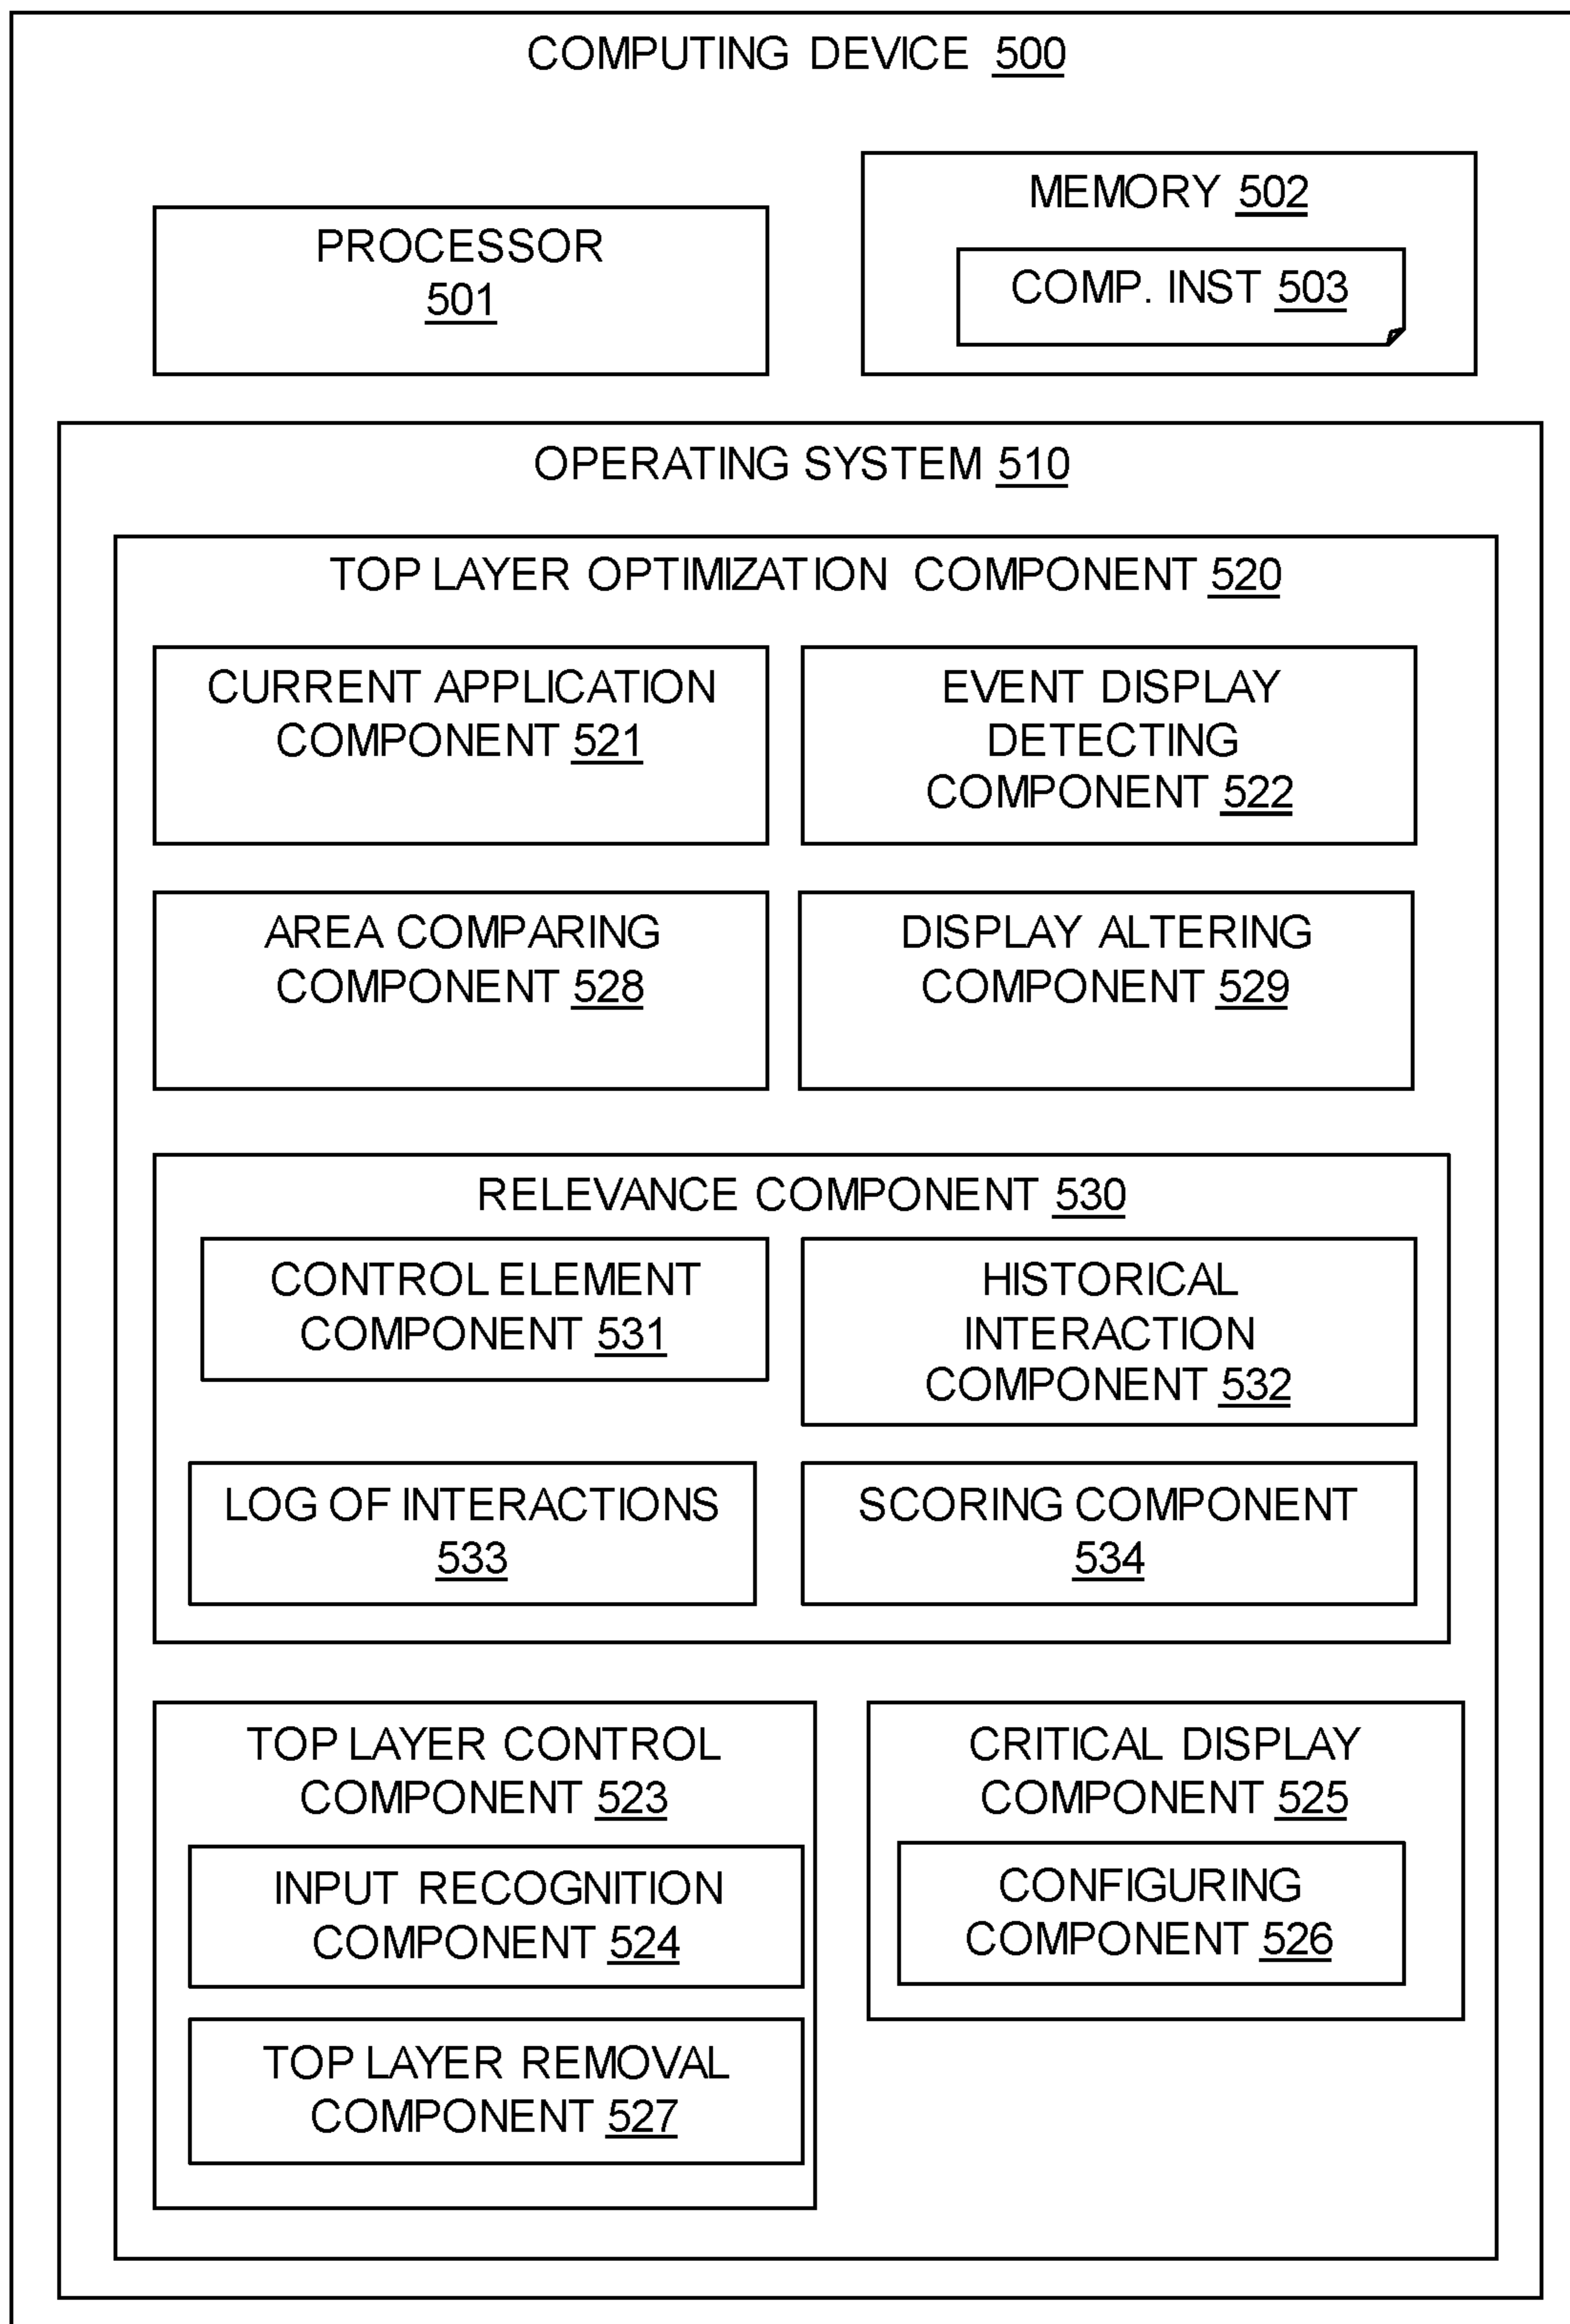 COMPUTING DEVICE 500
PROCESSOR
501
MEMORY 502
COMP. INST 503
OPERATING SYSTEM 510
TOP LAYER OPTIMIZATION COMPONENT 520
CURRENT APPLICATION
COMPONENT 521
EVENT DISPLAY
DETECTING
COMPONENT 522
AREA COMPARING
COMPONENT 528
DISPLAY ALTERING
COMPONENT 529
RELEVANCE COMPONENT 530
CONTROL ELEMENT
COMPONENT 531
HISTORICAL
INTERACTION
COMPONENT 532
LOG OF INTERACTIONS
533
SCORING COMPONENT
534
TOP LAYER CONTROL
COMPONENT 523
INPUT RECOGNITION
COMPONENT 524
TOP LAYER REMOVAL
COMPONENT 527
CRITICAL DISPLAY
COMPONENT 525
CONFIGURING
COMPONENT 526